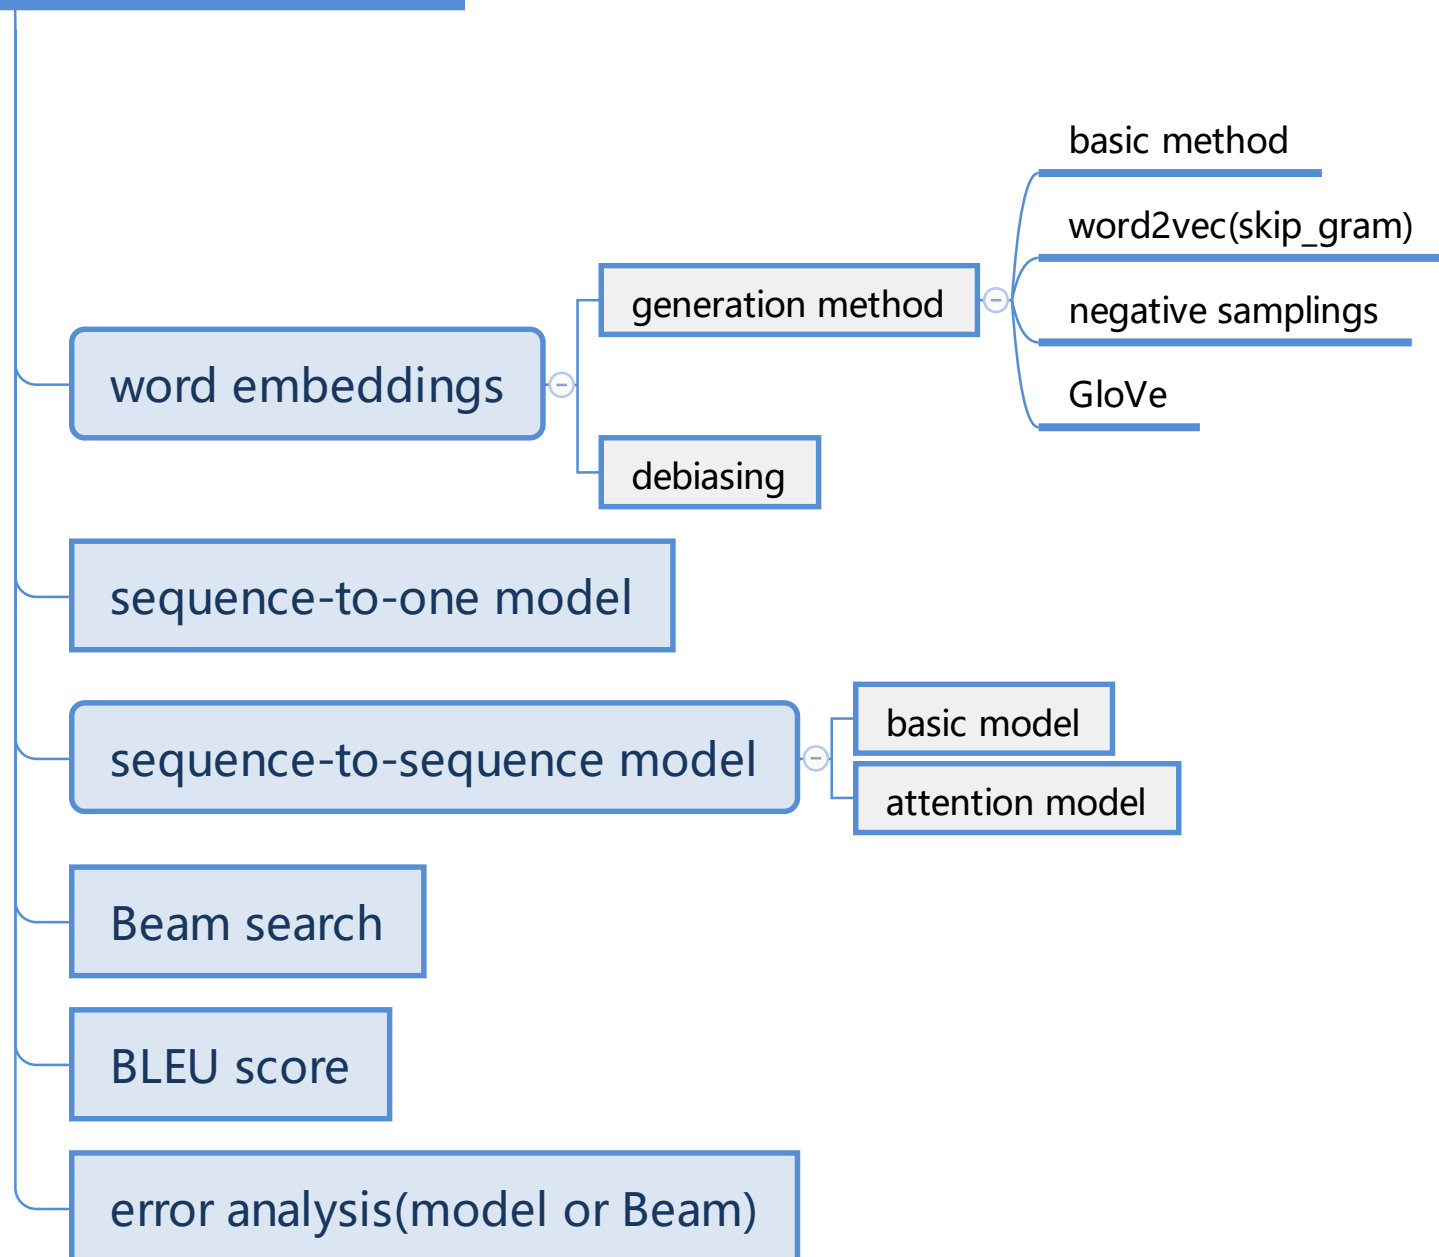 basic method
word2vec(skip_gram)
generation method
negative samplings
word embeddings
GloVe
debiasing
sequence-to-one model
basic model
sequence-to-sequence model
attention model
Beam search
BLEU score
error analysis(model or Beam)